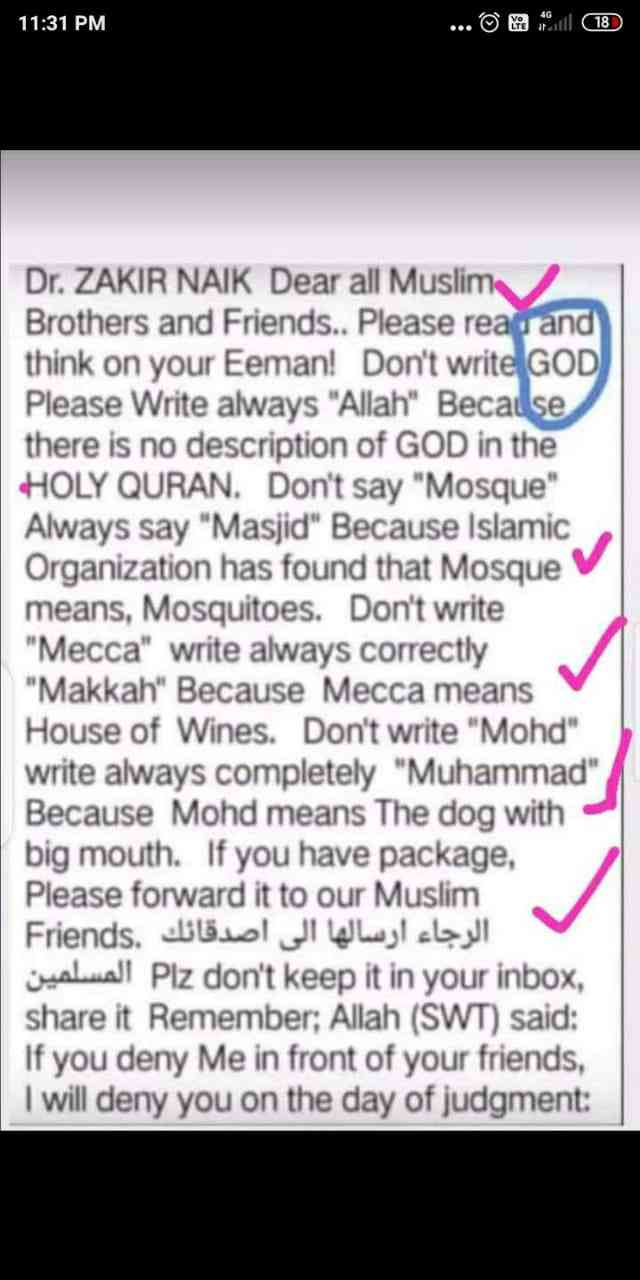 11:31 PM ... Vo LTE 4G 18
Dr. ZAKIR NAIK Dear all Muslim
Brothers and Friends.. Please read and
think on your Eeman! Don't write GOD
Please Write always "Allah" Because
there is no description of GOD in the
HOLY QURAN. Don't say "Mosque"
Always say "Masjid" Because Islamic
Organization has found that Mosque
means, Mosquitoes. Don't write
"Mecca" write always correctly
"Makkah" Because Mecca means
House of Wines. Don't write "Mohd"
write always completely "Muhammad"
Because Mohd means The dog with
big mouth. If you have package,
Please forward it to our Muslim
Friends. الرجاء ارسالها الى اصدقائك
المسلمين Plz don't keep it in your inbox,
share it Remember; Allah (SWT) said:
If you deny Me in front of your friends,
I will deny you on the day of judgment: